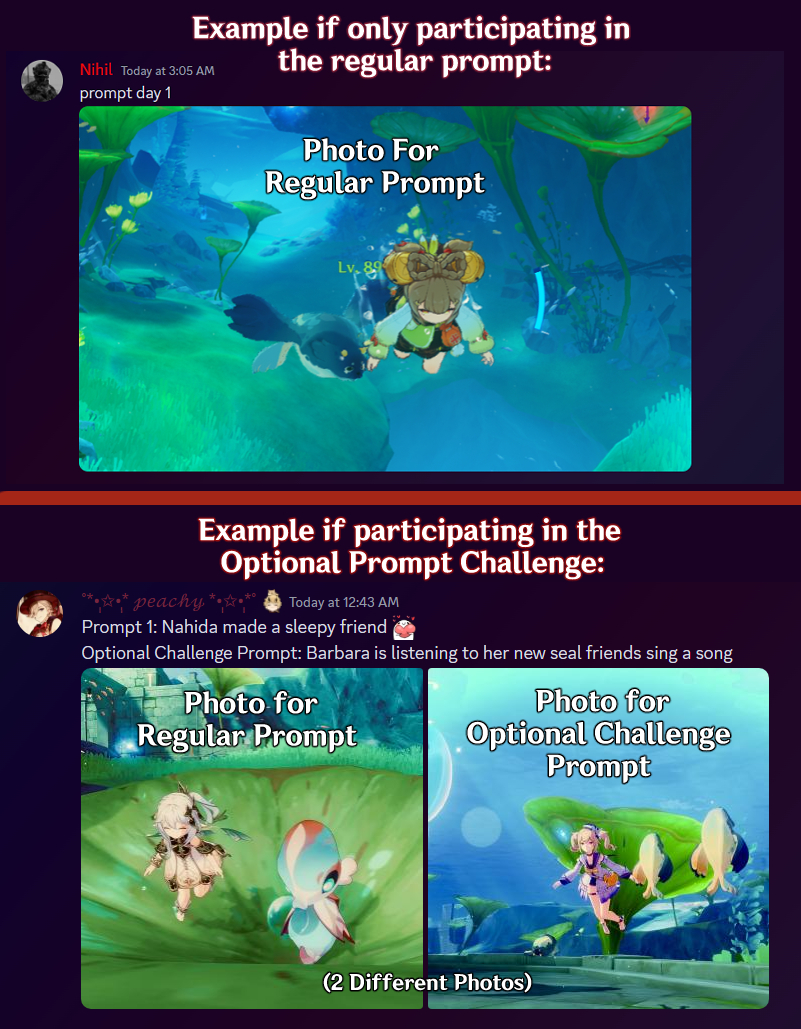 Example if only participating in
the regular prompt:
Nihil Today at 3:05 AM
prompt day 1
Photo For
Regular Prompt
Lv. 89
Example if participating in the
Optional Prompt Challenge:
°*•¦☆•¦* 𝓅𝑒𝒶𝒸𝒽𝓎 *•¦☆•¦*° Today at 12:43 AM
Prompt 1: Nahida made a sleepy friend
Optional Challenge Prompt: Barbara is listening to her new seal friends sing a song
Photo for
Regular Prompt
Photo for
Optional Challenge
Prompt
(2 Different Photos)